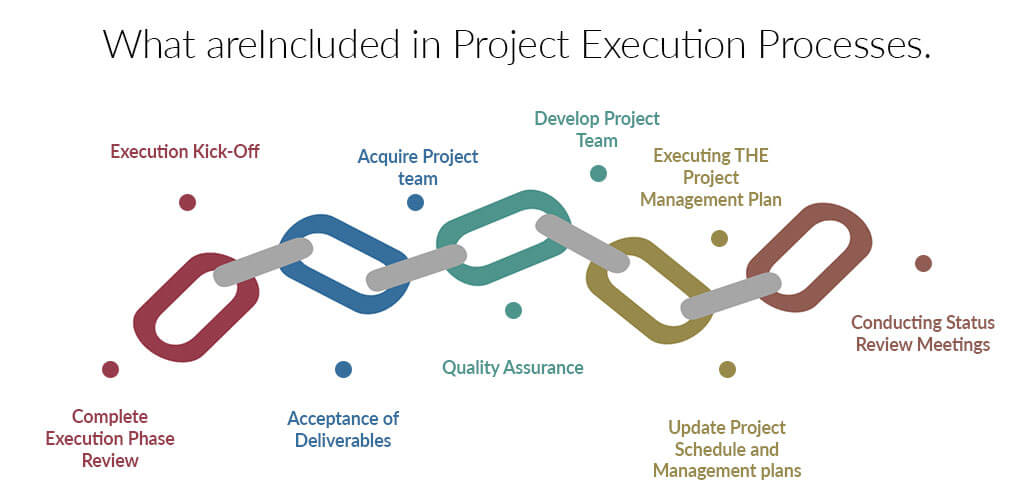 What areIncluded in Project Execution Processes.
Execution Kick-Off
Acquire Project
team
Develop Project
Team
Executing THE
Project
Management Plan
Conducting Status
Review Meetings
Complete
Execution Phase
Review
Acceptance of
Deliverables
Quality Assurance
Update Project
Schedule and
Management plans